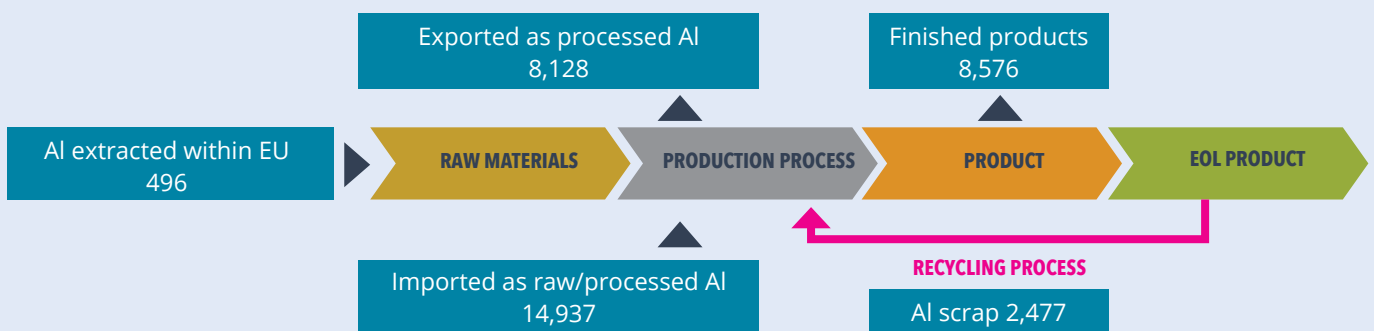 Exported as processed Al
8,128
Finished products
8,576
Al extracted within EU
496
RAW MATERIALS
PRODUCTION PROCESS
PRODUCT
EOL PRODUCT
Imported as raw/processed Al
14,937
RECYCLING PROCESS
Al scrap 2,477